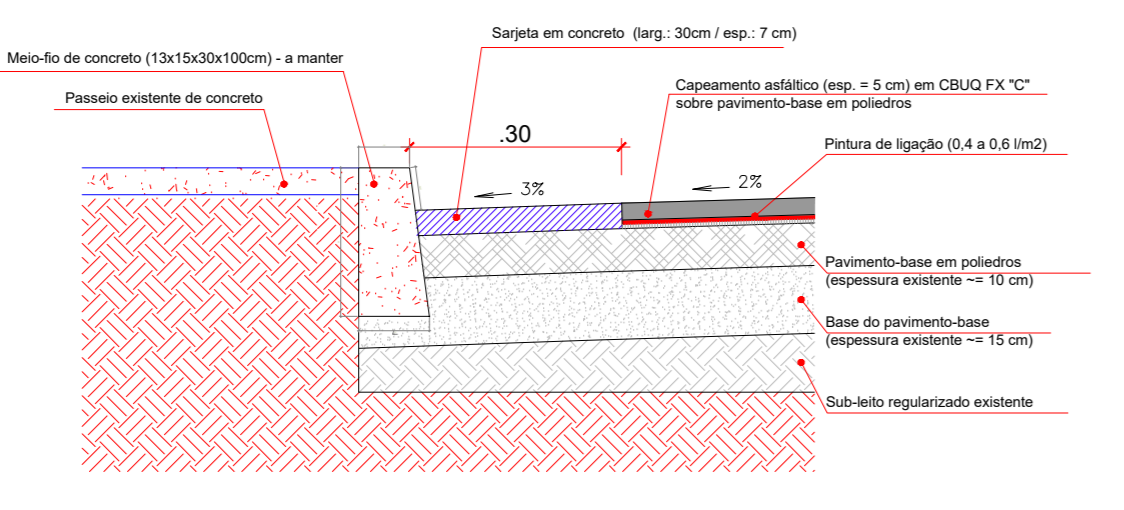 Sarjeta em concreto (larg.: 30cm / esp.: 7 cm)
Meio-fio de concreto (13x15x30x100cm) - a manter
Capeamento asfáltico (esp. = 5 cm) em CBUQ FX "C"
sobre pavimento-base em poliedros
Passeio existente de concreto
.30
Pintura de ligação (0,4 a 0,6 l/m2)
3%
2%
Pavimento-base em poliedros
(espessura existente ~= 10 cm)
Base do pavimento-base
(espessura existente ~= 15 cm)
Sub-leito regularizado existente